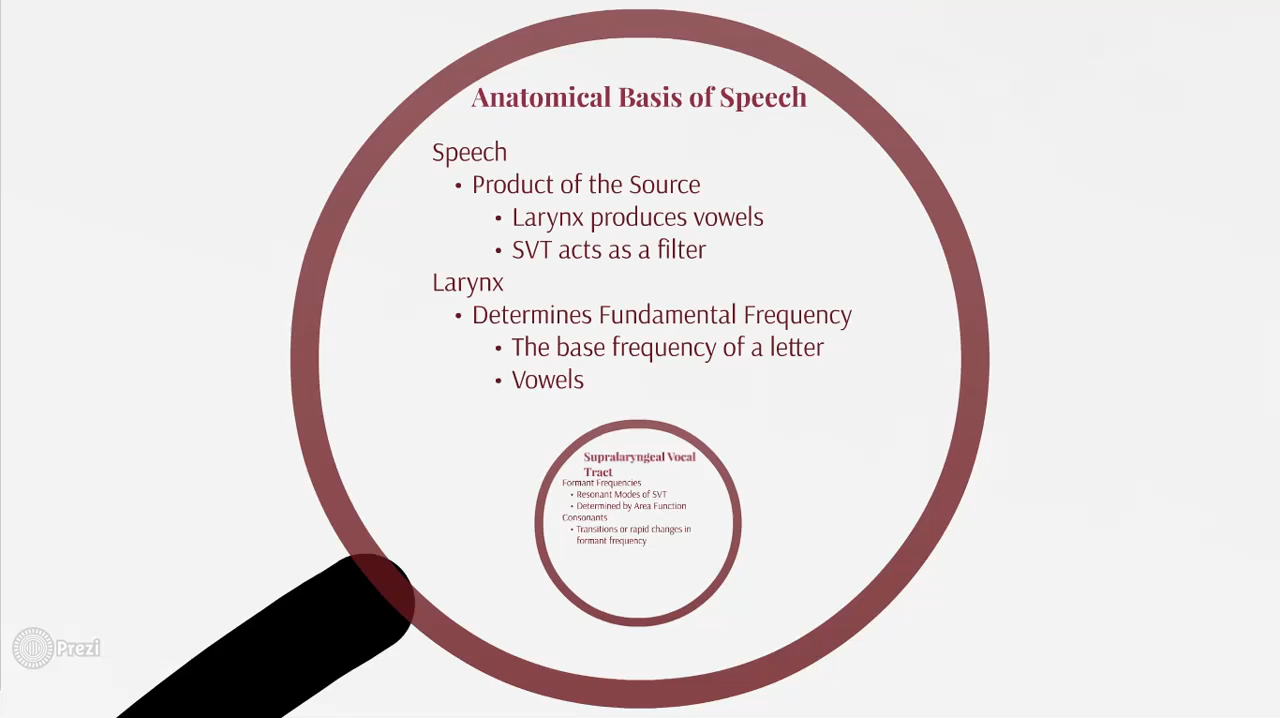 Anatomical Basis of Speech
Speech
• Product of the Source
• Larynx produces vowels
• SVT acts as a filter
Larynx
• Determines Fundamental Frequency
• The base frequency of a letter
• Vowels
Supralaryngeal Vocal
Tract
Formant Frequencies
• Resonant Modes of SVT
• Determined by Area Function
Consonants
• Transitions or rapid changes in
formant frequency
Prezi